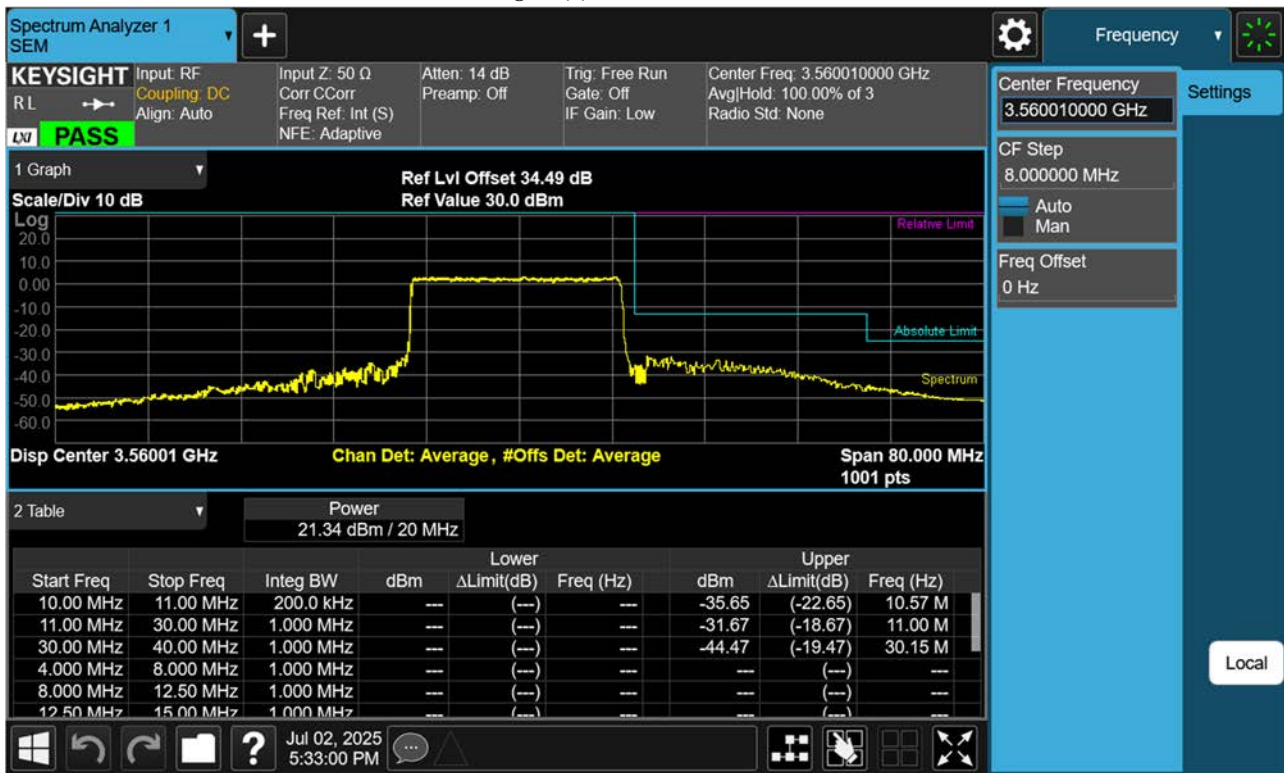 Spectrum Analyzer 1
SEM
Frequency
KEYSIGHT
RL
LXI PASS
Input: RF
Coupling: DC
Align: Auto
Input Z: 50 Ω
Corr CCorr
Freq Ref: Int (S)
NFE: Adaptive
Atten: 14 dB
Preamp: Off
Trig: Free Run
Gate: Off
IF Gain: Low
Center Freq: 3.560010000 GHz
Avg|Hold: 100.00% of 3
Radio Std: None
Center Frequency
3.560010000 GHz
Settings
CF Step
8.000000 MHz
Auto
Man
Freq Offset
0 Hz
Local
1 Graph
Scale/Div 10 dB
Ref Lvl Offset 34.49 dB
Ref Value 30.0 dBm
Log
20.0
10.0
0.00
-10.0
-20.0
-30.0
-40.0
-50.0
-60.0
Relative Limit
Absolute Limit
Spectrum
Disp Center 3.56001 GHz
Chan Det: Average, #Offs Det: Average
Span 80.000 MHz
1001 pts
2 Table
Power
21.34 dBm / 20 MHz
Lower Upper
Start Freq Stop Freq Integ BW dBm ΔLimit(dB) Freq (Hz) dBm ΔLimit(dB) Freq (Hz)
10.00 MHz 11.00 MHz 200.0 kHz --- (---) --- -35.65 (-22.65) 10.57 M
11.00 MHz 30.00 MHz 1.000 MHz --- (---) --- -31.67 (-18.67) 11.00 M
30.00 MHz 40.00 MHz 1.000 MHz --- (---) --- -44.47 (-19.47) 30.15 M
4.000 MHz 8.000 MHz 1.000 MHz --- (---) --- --- (---) ---
8.000 MHz 12.50 MHz 1.000 MHz --- (---) --- --- (---) ---
12.50 MHz 15.00 MHz 1.000 MHz --- (---) --- --- (---) ---
?
Jul 02, 2025
5:33:00 PM